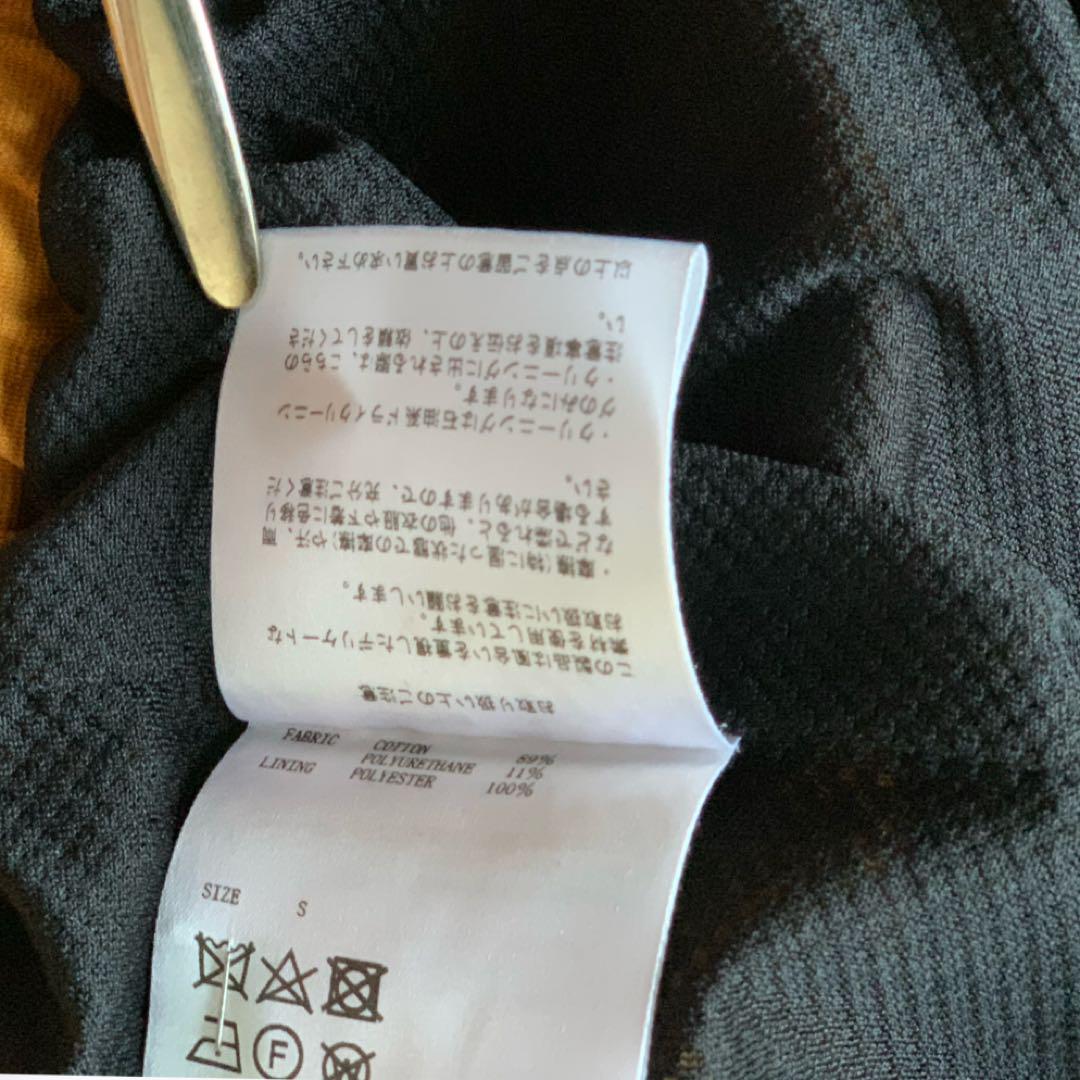 お取り扱い上のご注意
この製品は風合いを重視したデリケートな
素材を使用しています。
お取扱いに注意をお願いします。
・摩擦(特に湿った状態での摩擦)や汗、雨
などで濡れると、他の衣服や下着に色移り
する場合がありますので、充分ご注意くだ
さい。
・クリーニングは石油系ドライクリーニン
グのみになります。
・クリーニングに出される際は、こちらの
注意事項をお伝えの上、依頼をしてくださ
い。
以上の点をご留意の上お買い求め下さい。
FABRIC COTTON 89%
POLYURETHANE 11%
LINING POLYESTER 100%
SIZE S
F
W